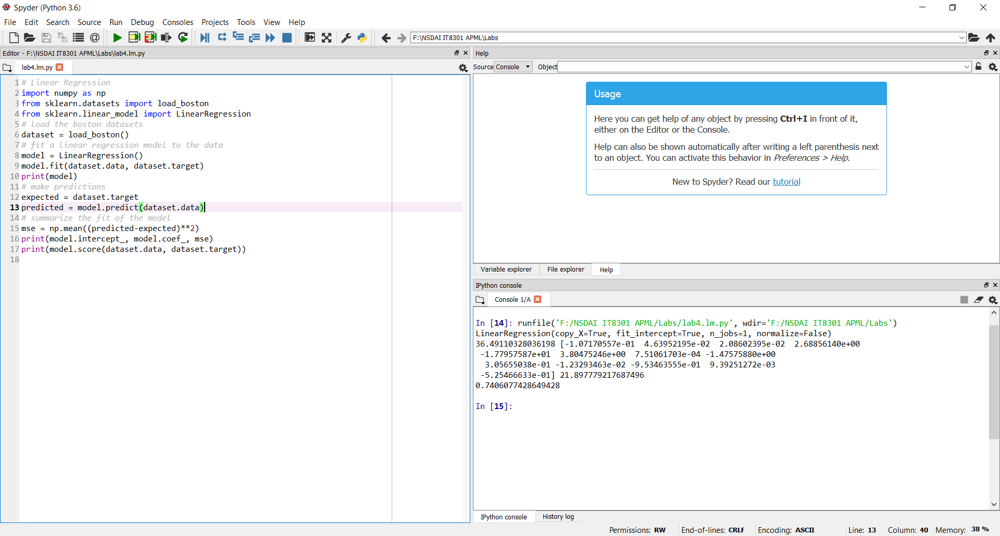 Spyder (Python 3.6)
File Edit Search Source Run Debug Consoles Projects Tools View Help
F:\NSDAI IT8301 APML\Labs
Editor - F:\NSDAI IT8301 APML\Labs\lab4.lm.py
lab4.lm.py
1 # Linear Regression
2 import numpy as np
3 from sklearn.datasets import load_boston
4 from sklearn.linear_model import LinearRegression
5 # load the boston datasets
6 dataset = load_boston()
7 # fit a linear regression model to the data
8 model = LinearRegression()
9 model.fit(dataset.data, dataset.target)
10 print(model)
11 # make predictions
12 expected = dataset.target
13 predicted = model.predict(dataset.data)
14 # summarize the fit of the model
15 mse = np.mean((predicted-expected)**2)
16 print(model.intercept_, model.coef_, mse)
17 print(model.score(dataset.data, dataset.target))
18
Help
Source Console Object
Usage
Here you can get help of any object by pressing Ctrl+I in front of it,
either on the Editor or the Console.
Help can also be shown automatically after writing a left parenthesis next
to an object. You can activate this behavior in Preferences > Help.
New to Spyder? Read our tutorial
Variable explorer File explorer Help
IPython console
Console 1/A
In [14]: runfile('F:/NSDAI IT8301 APML/Labs/lab4.lm.py', wdir='F:/NSDAI IT8301 APML/Labs')
LinearRegression(copy_X=True, fit_intercept=True, n_jobs=1, normalize=False)
36.49110328036198 [-1.07170557e-01  4.63952195e-02  2.08602395e-02  2.68856140e+00
 -1.77957587e+01  3.80475246e+00  7.51061703e-04 -1.47575880e+00
  3.05655038e-01 -1.23293463e-02 -9.53463555e-01  9.39251272e-03
 -5.25466633e-01] 21.897779217687496
0.7406077428649428
In [15]:
IPython console History log
Permissions: RW End-of-lines: CRLF Encoding: ASCII Line: 13 Column: 40 Memory: 38 %